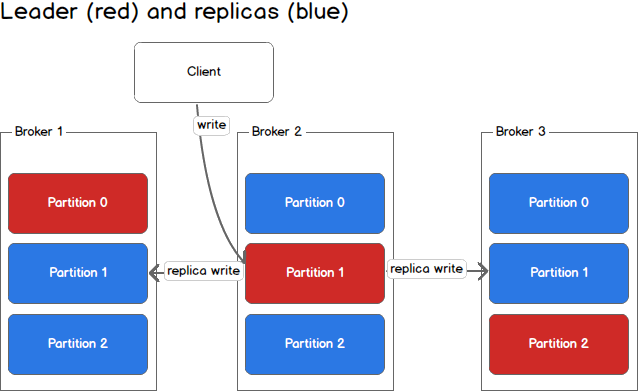 Leader (red) and replicas (blue)
Client
write
Broker 1
Broker 2
Broker 3
Partition 0
Partition 0
Partition 0
Partition 1
replica write
Partition 1
replica write
Partition 1
Partition 2
Partition 2
Partition 2